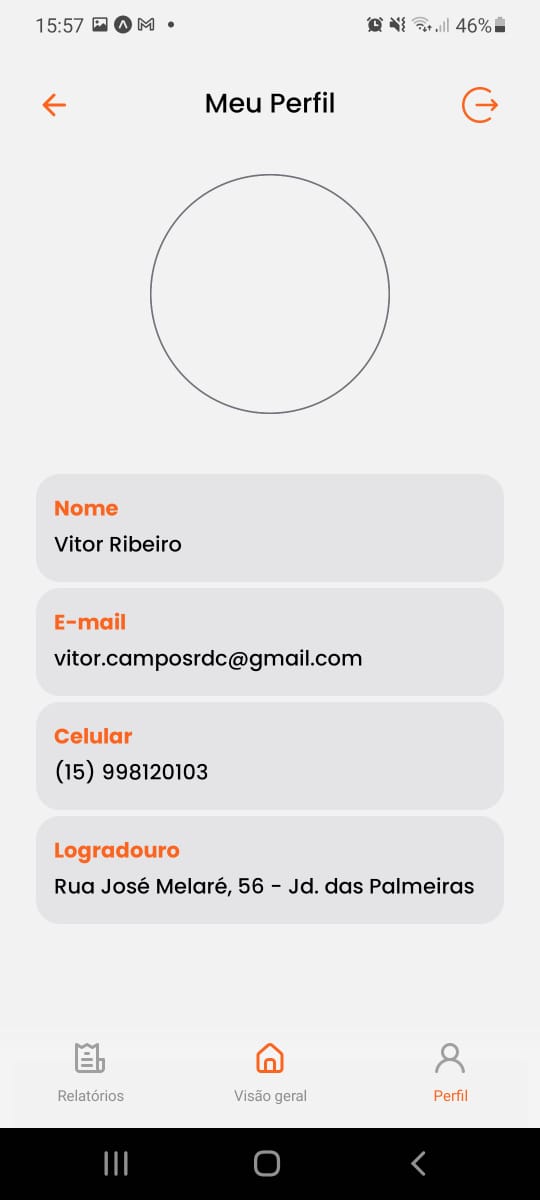 15:57
46%
Meu Perfil
Nome
Vitor Ribeiro
E-mail
vitor.camposrdc@gmail.com
Celular
(15) 998120103
Logradouro
Rua José Melaré, 56 - Jd. das Palmeiras
Relatórios
Visão geral
Perfil